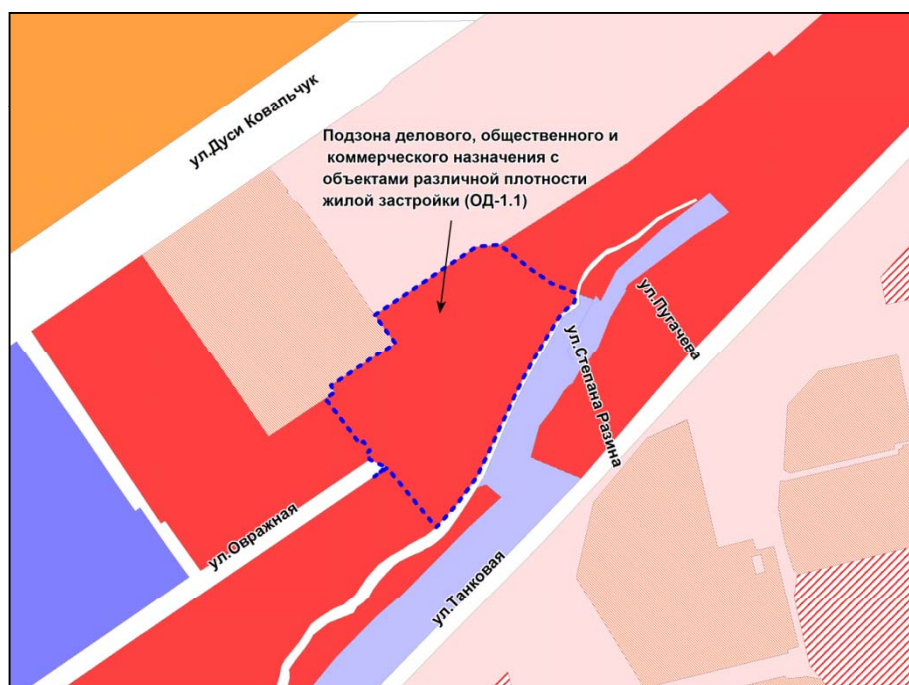 ул.Дуси Ковальчук
Подзона делового, общественного и
коммерческого назначения с
объектами различной плотности
жилой застройки (ОД-1.1)
ул.Пугачева
ул.Степана Разина
ул.Овражная
ул.Танковая